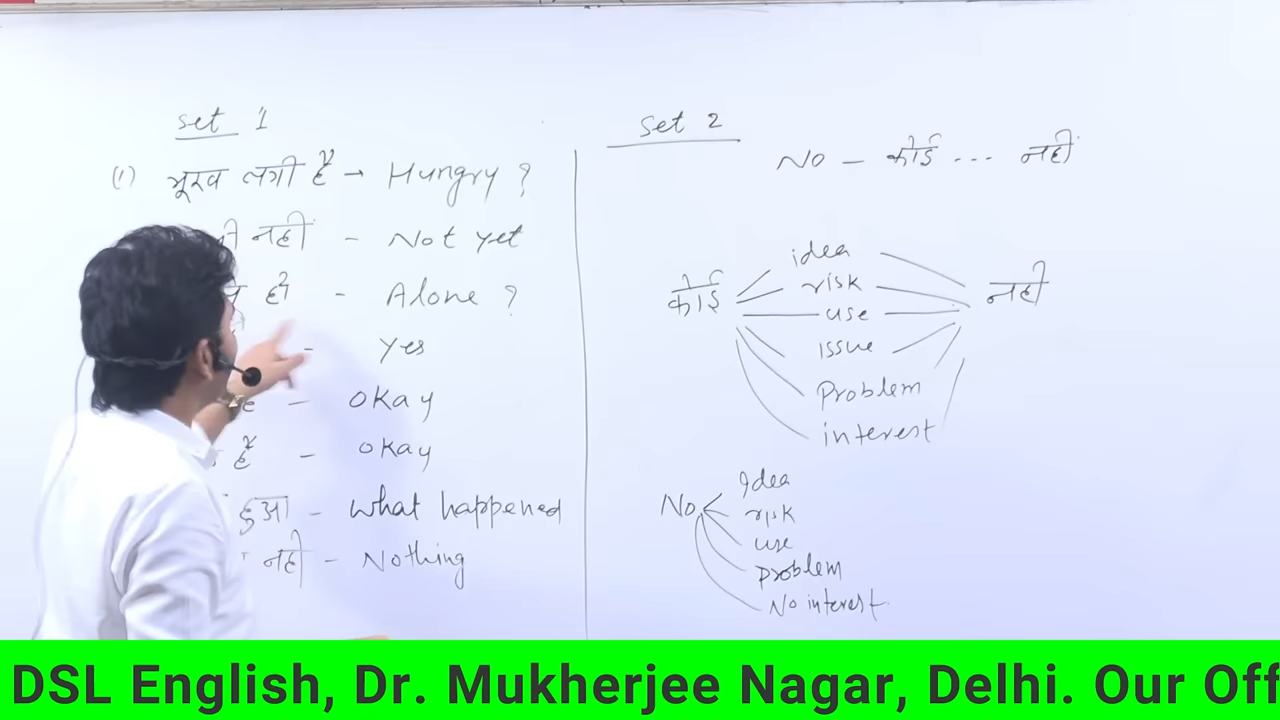 Set 1
(1) भूख लगी है → Hungry ?
नही - Not yet
हो - Alone ?
- Yes
- okay
है - okay
हुआ - what happened
नही - Nothing
Set 2
No - कोई ... नही
कोई
idea
risk
use
issue
Problem
interest
नही
No
Idea
risk
use
problem
No interest
DSL English, Dr. Mukherjee Nagar, Delhi. Our Off